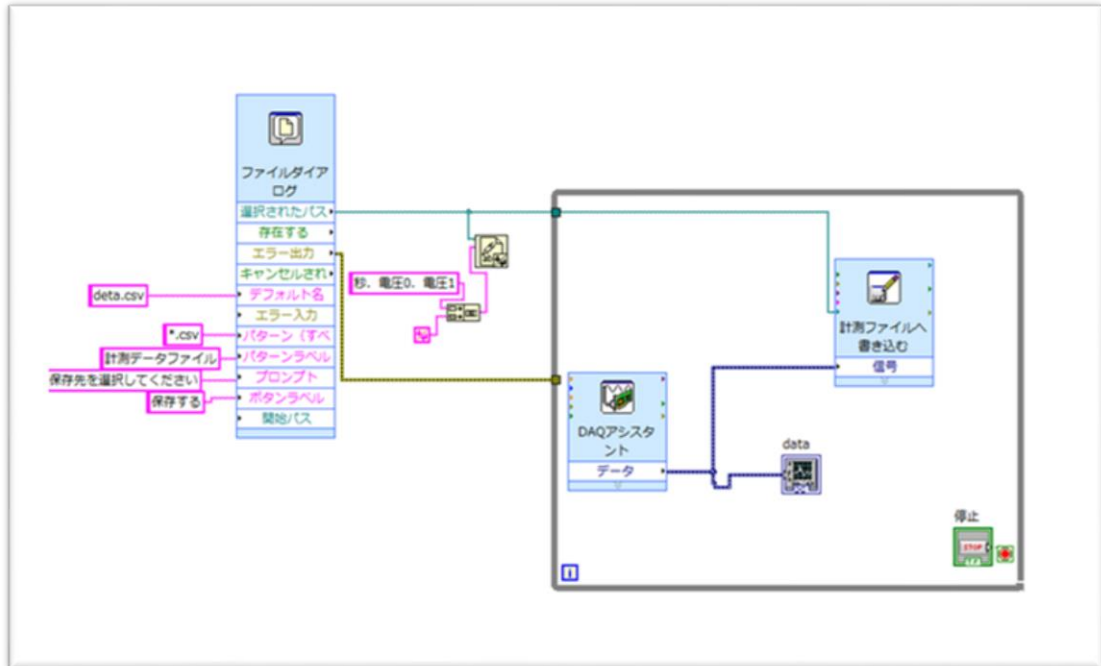 ファイルダイア
ログ
選択されたパス
存在する
エラー出力
キャンセルされ
デフォルト名
エラー入力
パターン (すべ
パターンラベル
プロンプト
ボタンラベル
開始パス
deta.csv
*.csv
計測データファイル
保存先を選択してください
保存する
秒，電圧0，電圧1
DAQアシスタ
ント
データ
計測ファイルへ
書き込む
信号
data
停止
STOP
TF
i